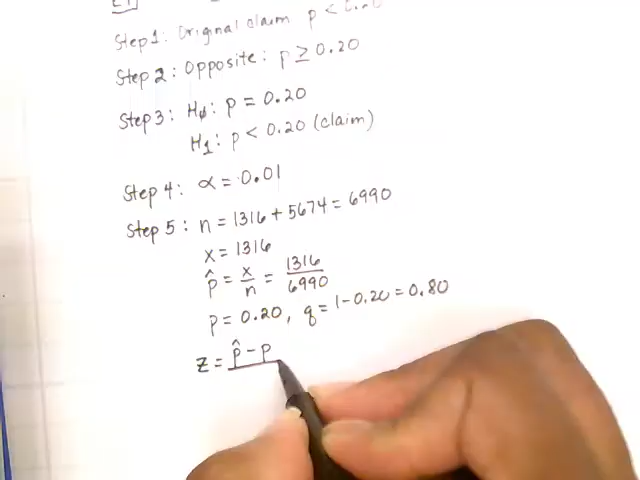 Step 1: Original claim p <
Step 2: Opposite: p ≥ 0.20
Step 3: H₀: p = 0.20
H₁: p < 0.20 (claim)
Step 4: α = 0.01
Step 5: n = 1316 + 5674 = 6990
x = 1316
p̂ = x/n = 1316/6990
p = 0.20, q = 1 - 0.20 = 0.80
z = p̂ - p